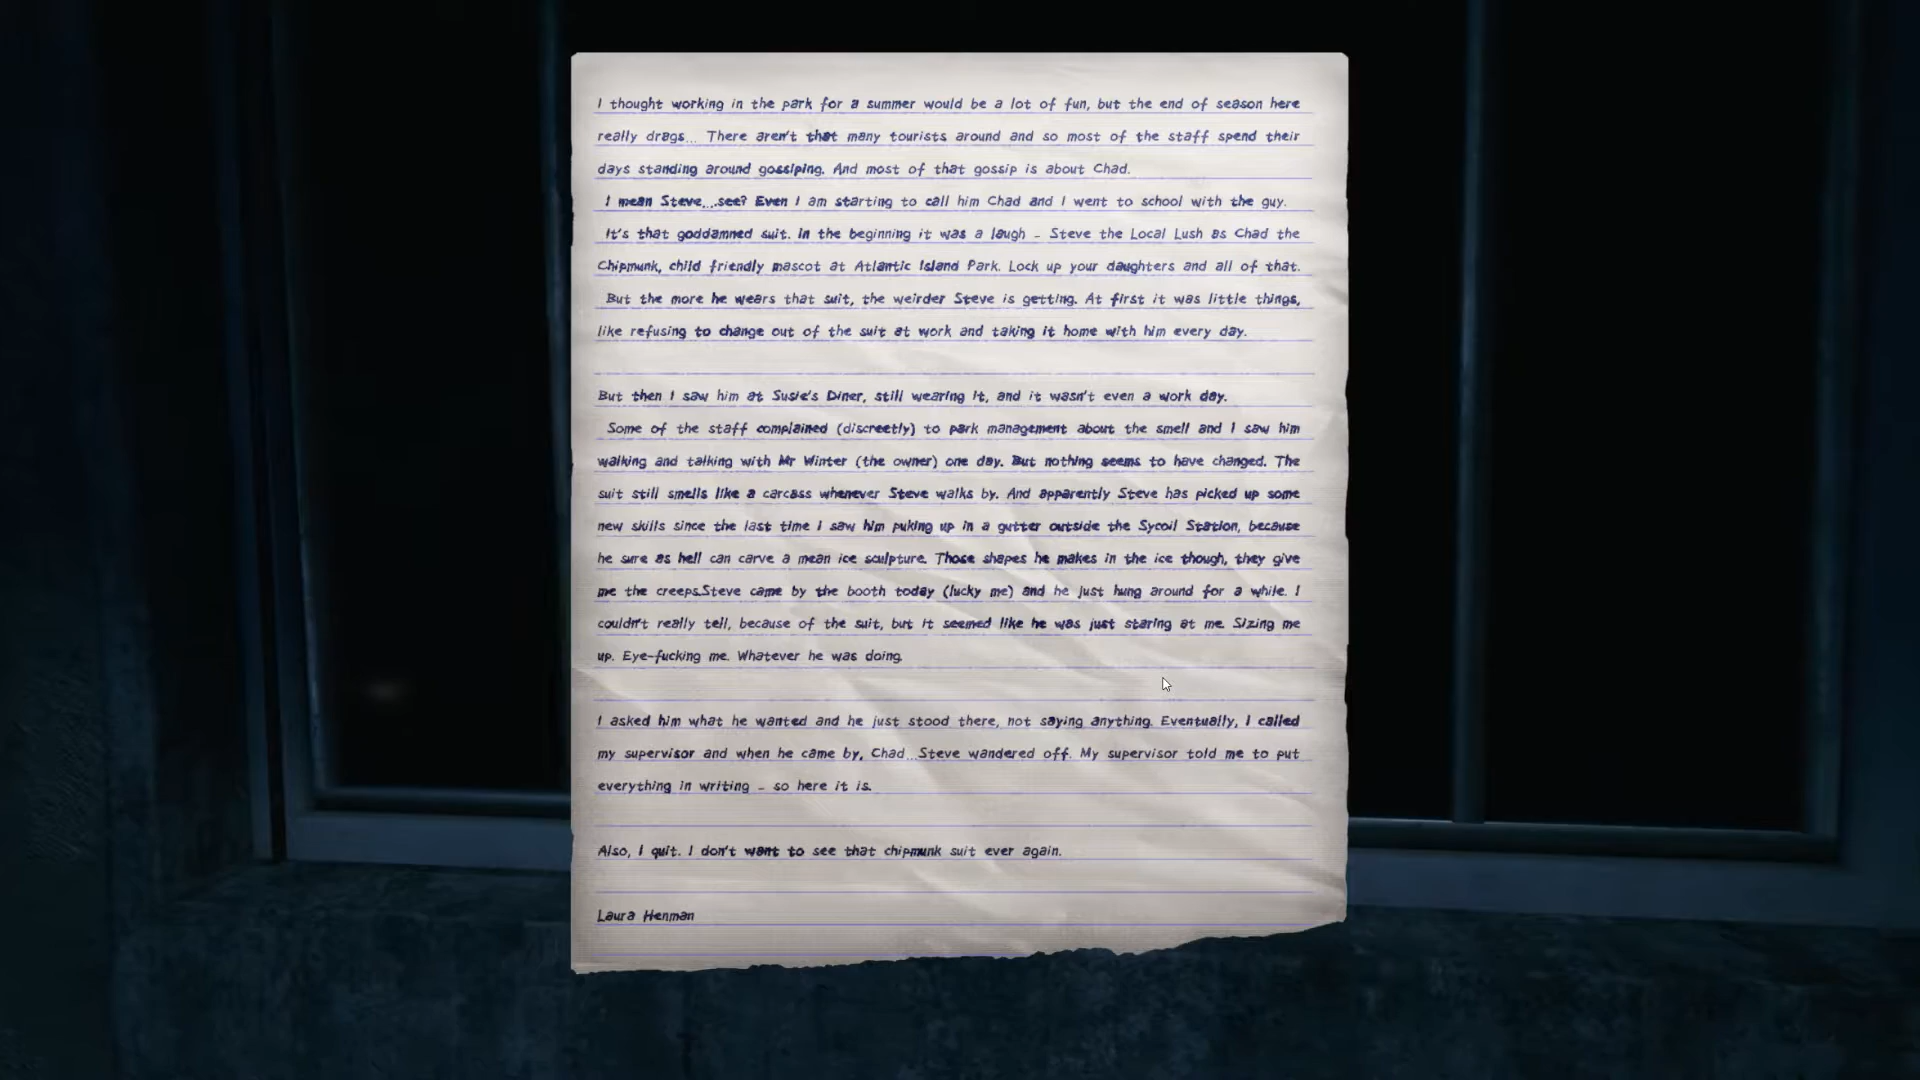 I thought working in the park for a summer would be a lot of fun, but the end of season here
really drags... There aren't that many tourists around and so most of the staff spend their
days standing around gossiping. And most of that gossip is about Chad.
I mean Steve...see? Even I am starting to call him Chad and I went to school with the guy.
It's that goddamned suit. In the beginning it was a laugh - Steve the Local Lush as Chad the
Chipmunk, child friendly mascot at Atlantic Island Park. Lock up your daughters and all of that.
But the more he wears that suit, the weirder Steve is getting. At first it was little things,
like refusing to change out of the suit at work and taking it home with him every day.
But then I saw him at Susie's Diner, still wearing it, and it wasn't even a work day.
Some of the staff complained (discreetly) to park management about the smell and I saw him
walking and talking with Mr Winter (the owner) one day. But nothing seems to have changed. The
suit still smells like a carcass whenever Steve walks by. And apparently Steve has picked up some
new skills since the last time I saw him puking up in a gutter outside the Sycoil Station, because
he sure as hell can carve a mean ice sculpture. Those shapes he makes in the ice though, they give
me the creeps.Steve came by the booth today (lucky me) and he just hung around for a while. I
couldn't really tell, because of the suit, but it seemed like he was just staring at me. Sizing me
up. Eye-fucking me. Whatever he was doing.
I asked him what he wanted and he just stood there, not saying anything. Eventually, I called
my supervisor and when he came by, Chad...Steve wandered off. My supervisor told me to put
everything in writing - so here it is.
Also, I quit. I don't want to see that chipmunk suit ever again.
Laura Henman